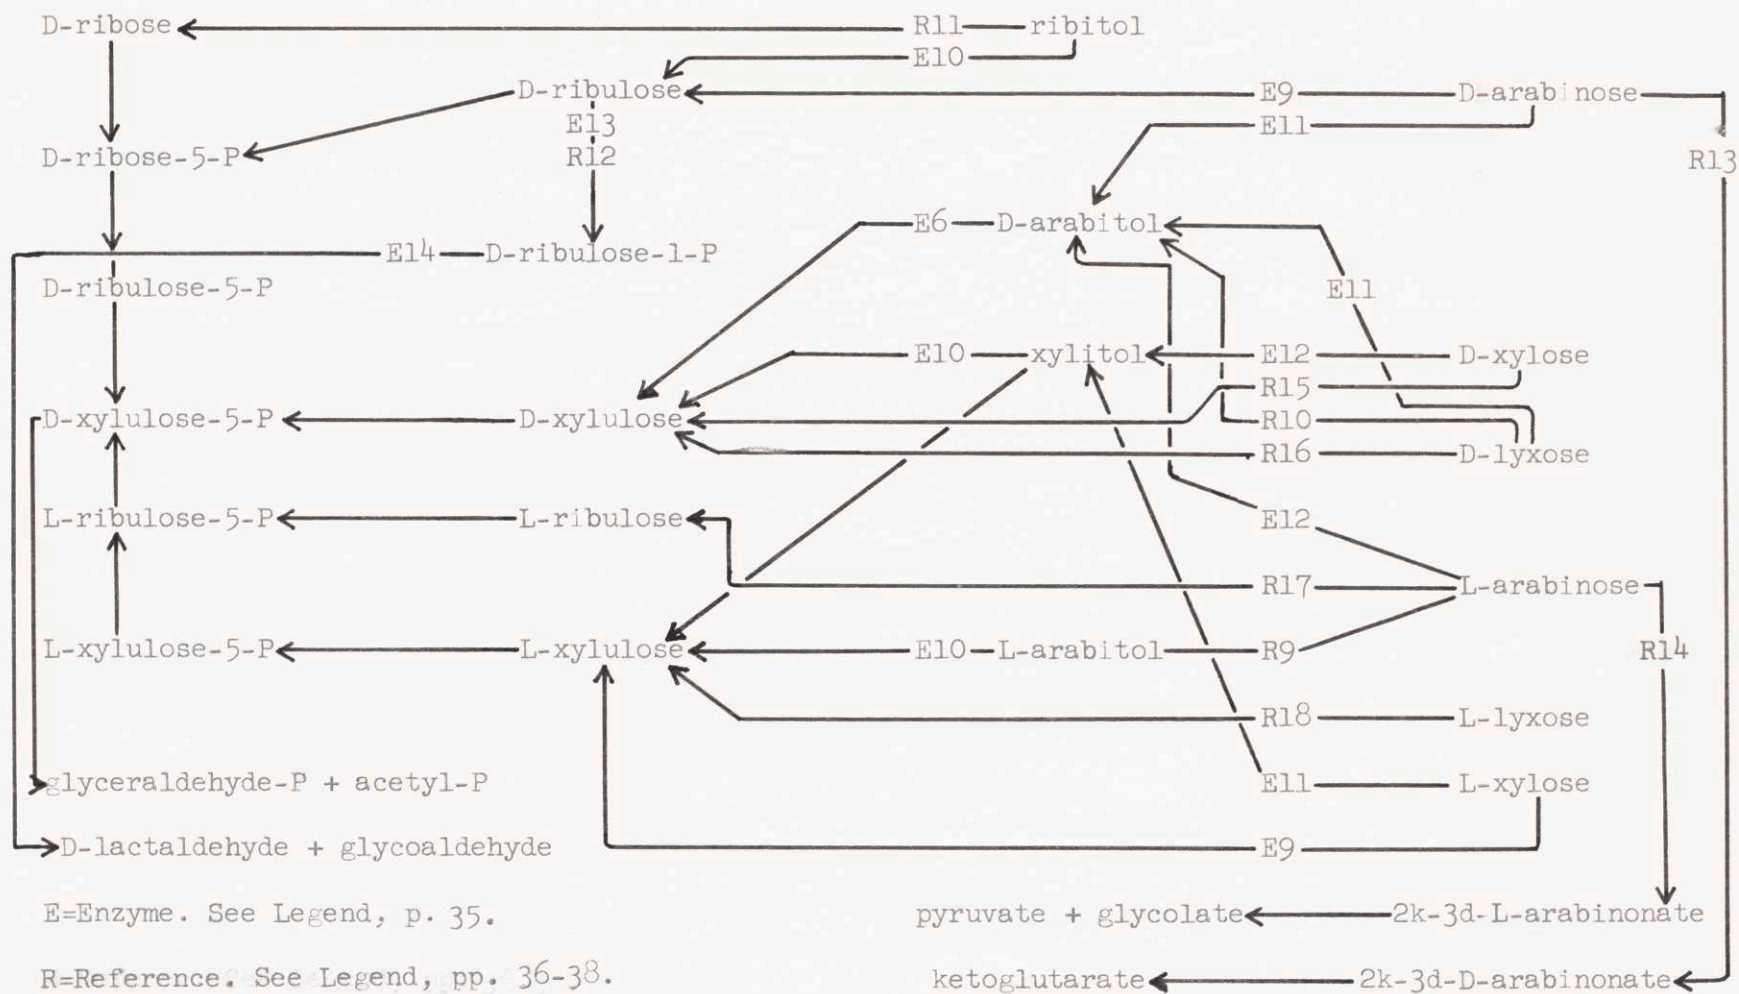 D-ribose R11 ribitol
E10
D-ribulose E9 D-arabinose
E13 E11
D-ribose-5-P R12 R13
E6 D-arabitol
E14 D-ribulose-1-P
D-ribulose-5-P E11
E10 xylitol E12 D-xylose
R15
D-xylulose-5-P D-xylulose R10
R16 D-lyxose
L-ribulose-5-P L-ribulose E12
R17 L-arabinose
L-xylulose-5-P L-xylulose E10 L-arabitol R9 R14
R18 L-lyxose
glyceraldehyde-P + acetyl-P E11 L-xylose
D-lactaldehyde + glycoaldehyde E9
E=Enzyme. See Legend, p. 35. pyruvate + glycolate 2k-3d-L-arabinonate
R=Reference. See Legend, pp. 36-38. ketoglutarate 2k-3d-D-arabinonate